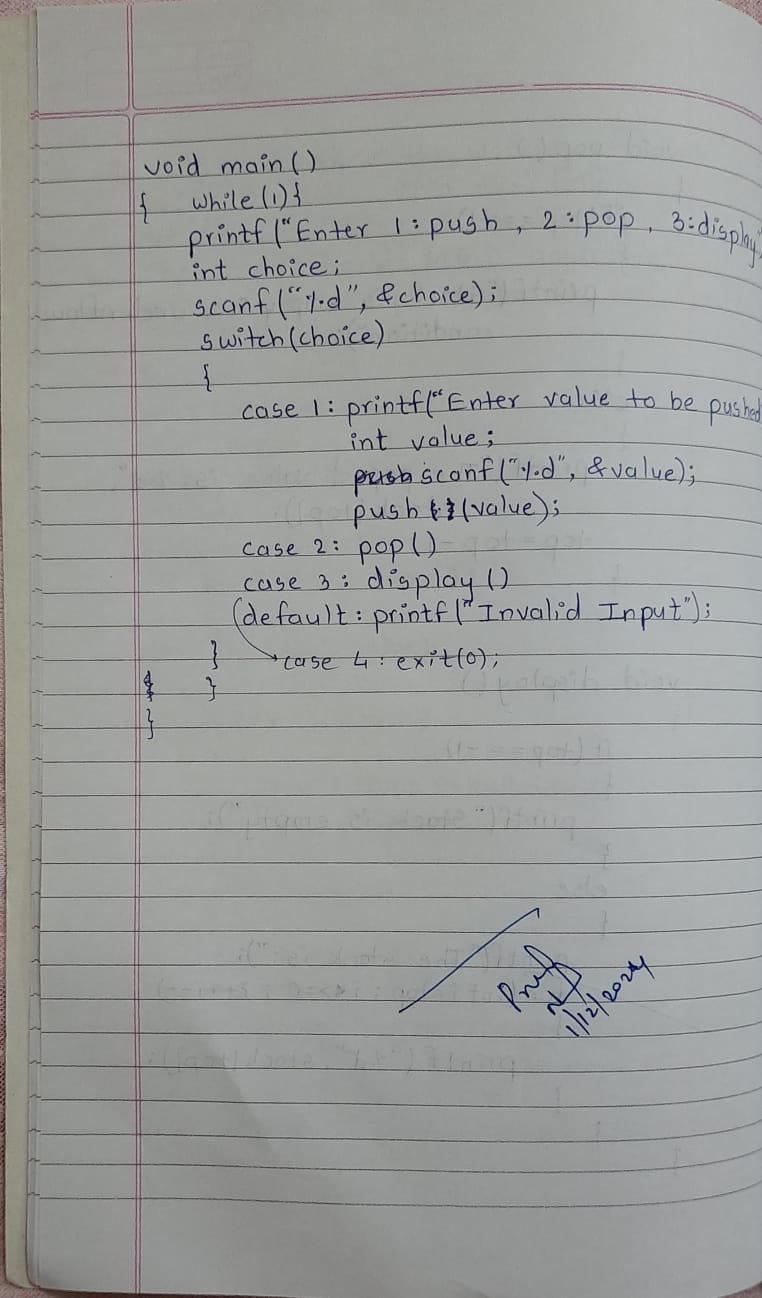 void main()
{ while(1){
printf("Enter 1:push, 2:pop, 3:display"
int choice;
scanf("%d", &choice);
switch(choice)
{
case 1: printf("Enter value to be pushed
int value;
scanf("%d", &value);
push(value);
case 2: pop()
case 3: display()
default: printf("Invalid Input");
} case 4: exit(0);
}
}
1/12/2024